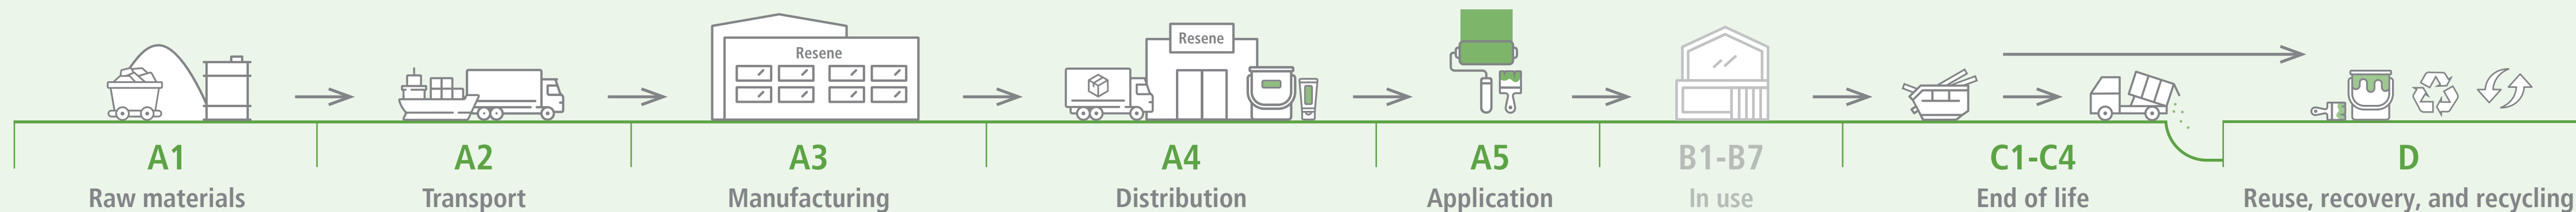 Resene
Resene
A1
A2
A3
A4
A5
B1-B7
C1-C4
D
Raw materials
Transport
Manufacturing
Distribution
Application
In use
End of life
Reuse, recovery, and recycling